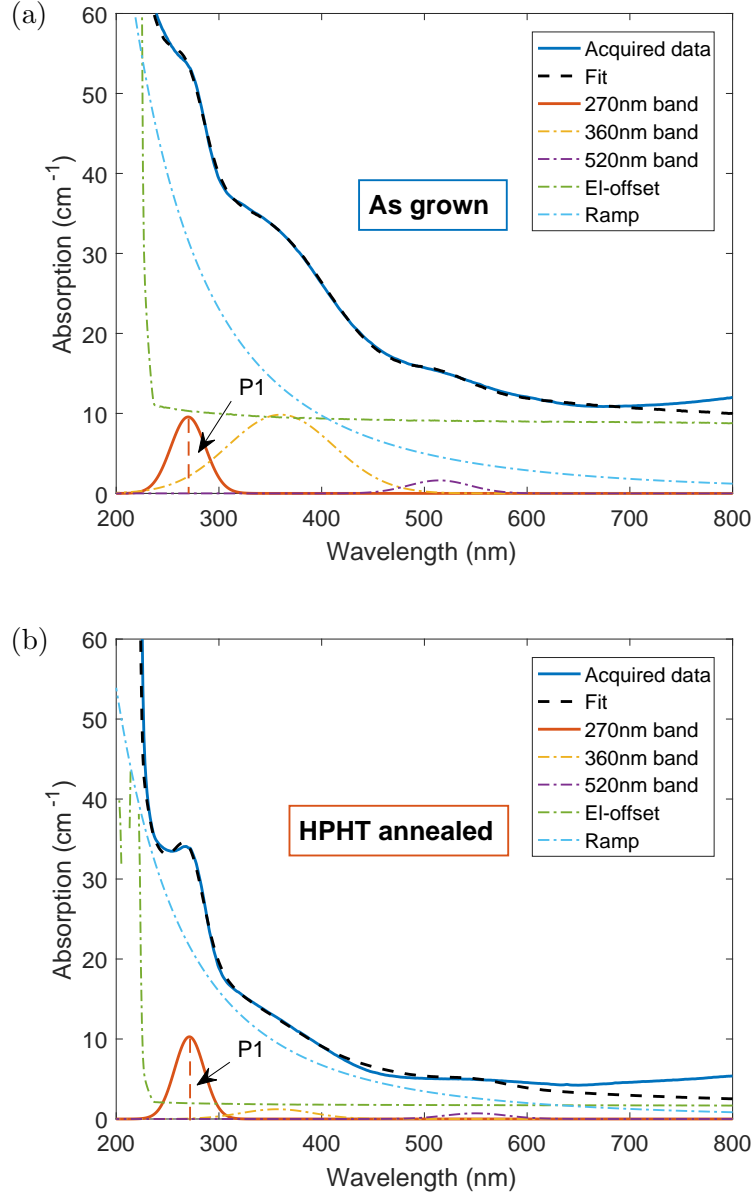 (a)
60
50
40
30
20
10
0
Absorption (cm⁻¹)
Acquired data
Fit
270nm band
360nm band
520nm band
El-offset
Ramp
As grown
P1
200 300 400 500 600 700 800
Wavelength (nm)
(b)
60
50
40
30
20
10
0
Absorption (cm⁻¹)
Acquired data
Fit
270nm band
360nm band
520nm band
El-offset
Ramp
HPHT annealed
P1
200 300 400 500 600 700 800
Wavelength (nm)